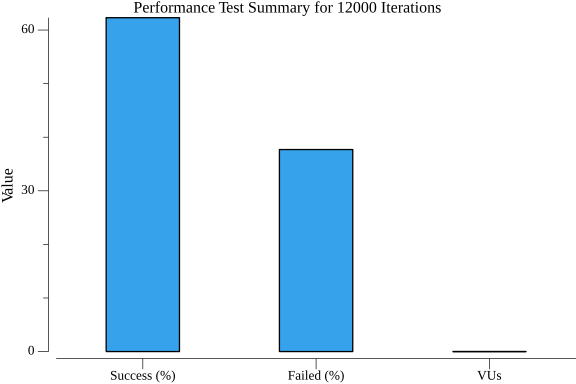 Performance Test Summary for 12000 Iterations
Value
60
30
0
Success (%)
Failed (%)
VUs